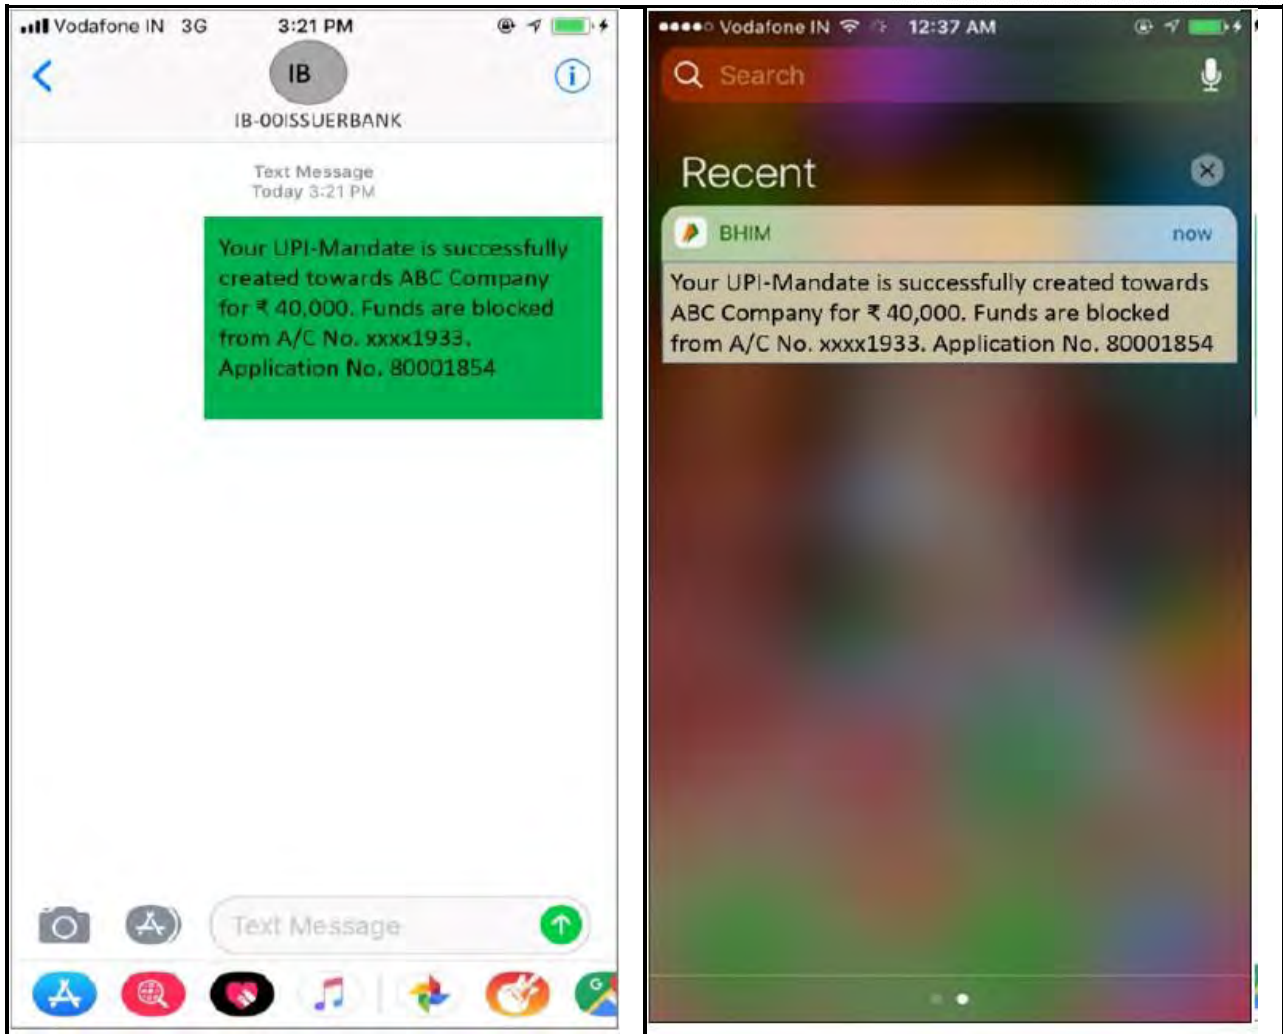 Vodafone IN 3G 3:21 PM
IB
IB-00ISSUERBANK
Text Message
Today 3:21 PM
Your UPI-Mandate is successfully
created towards ABC Company
for ₹ 40,000. Funds are blocked
from A/C No. xxxx1933.
Application No. 80001854
Text Message
Vodafone IN 12:37 AM
Search
Recent
BHIM now
Your UPI-Mandate is successfully created towards
ABC Company for ₹ 40,000. Funds are blocked
from A/C No. xxxx1933. Application No. 80001854